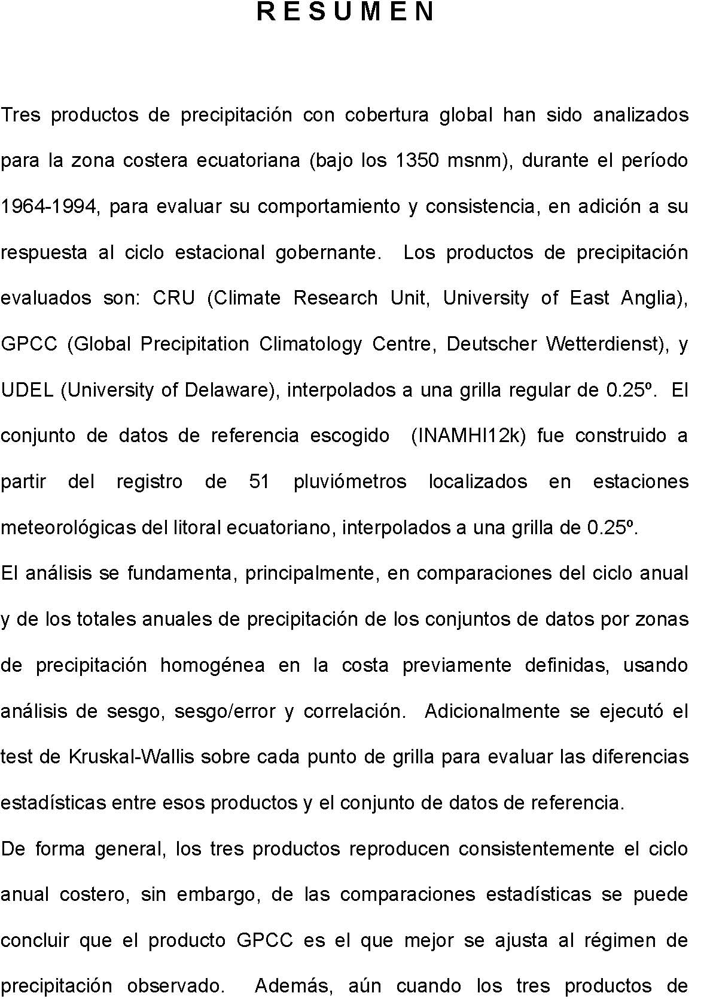 R E S U M E N
Tres productos de precipitación con cobertura global han sido analizados
para la zona costera ecuatoriana (bajo los 1350 msnm), durante el período
1964-1994, para evaluar su comportamiento y consistencia, en adición a su
respuesta al ciclo estacional gobernante.  Los productos de precipitación
evaluados son: CRU (Climate Research Unit, University of East Anglia),
GPCC (Global Precipitation Climatology Centre, Deutscher Wetterdienst), y
UDEL (University of Delaware), interpolados a una grilla regular de 0.25º.  El
conjunto de datos de referencia escogido  (INAMHI12k) fue construido a
partir del registro de 51 pluviómetros localizados en estaciones
meteorológicas del litoral ecuatoriano, interpolados a una grilla de 0.25º.
El análisis se fundamenta, principalmente, en comparaciones del ciclo anual
y de los totales anuales de precipitación de los conjuntos de datos por zonas
de precipitación homogénea en la costa previamente definidas, usando
análisis de sesgo, sesgo/error y correlación.  Adicionalmente se ejecutó el
test de Kruskal-Wallis sobre cada punto de grilla para evaluar las diferencias
estadísticas entre esos productos y el conjunto de datos de referencia.
De forma general, los tres productos reproducen consistentemente el ciclo
anual costero, sin embargo, de las comparaciones estadísticas se puede
concluir que el producto GPCC es el que mejor se ajusta al régimen de
precipitación observado.  Además, aún cuando los tres productos de